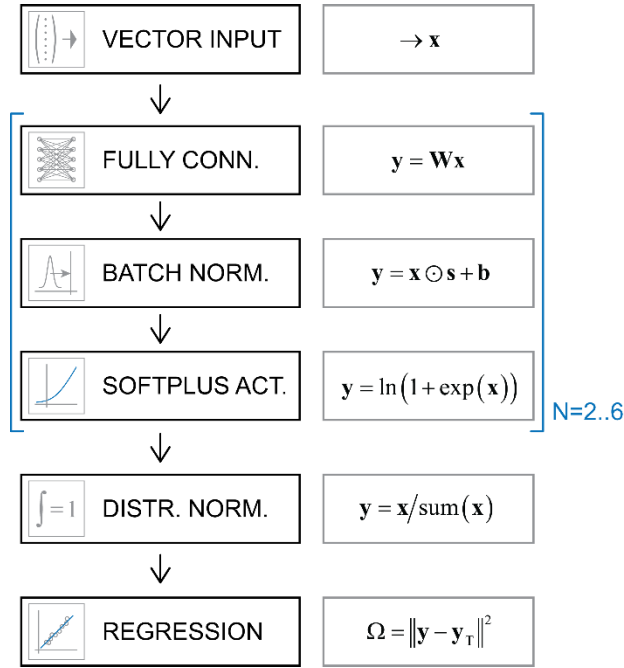 VECTOR INPUT → x
FULLY CONN. y = Wx
BATCH NORM. y = x ⊙ s + b
SOFTPLUS ACT. y = ln(1 + exp(x))
N=2..6
∫ = 1 DISTR. NORM. y = x/sum(x)
REGRESSION Ω = ‖y − y_T‖²